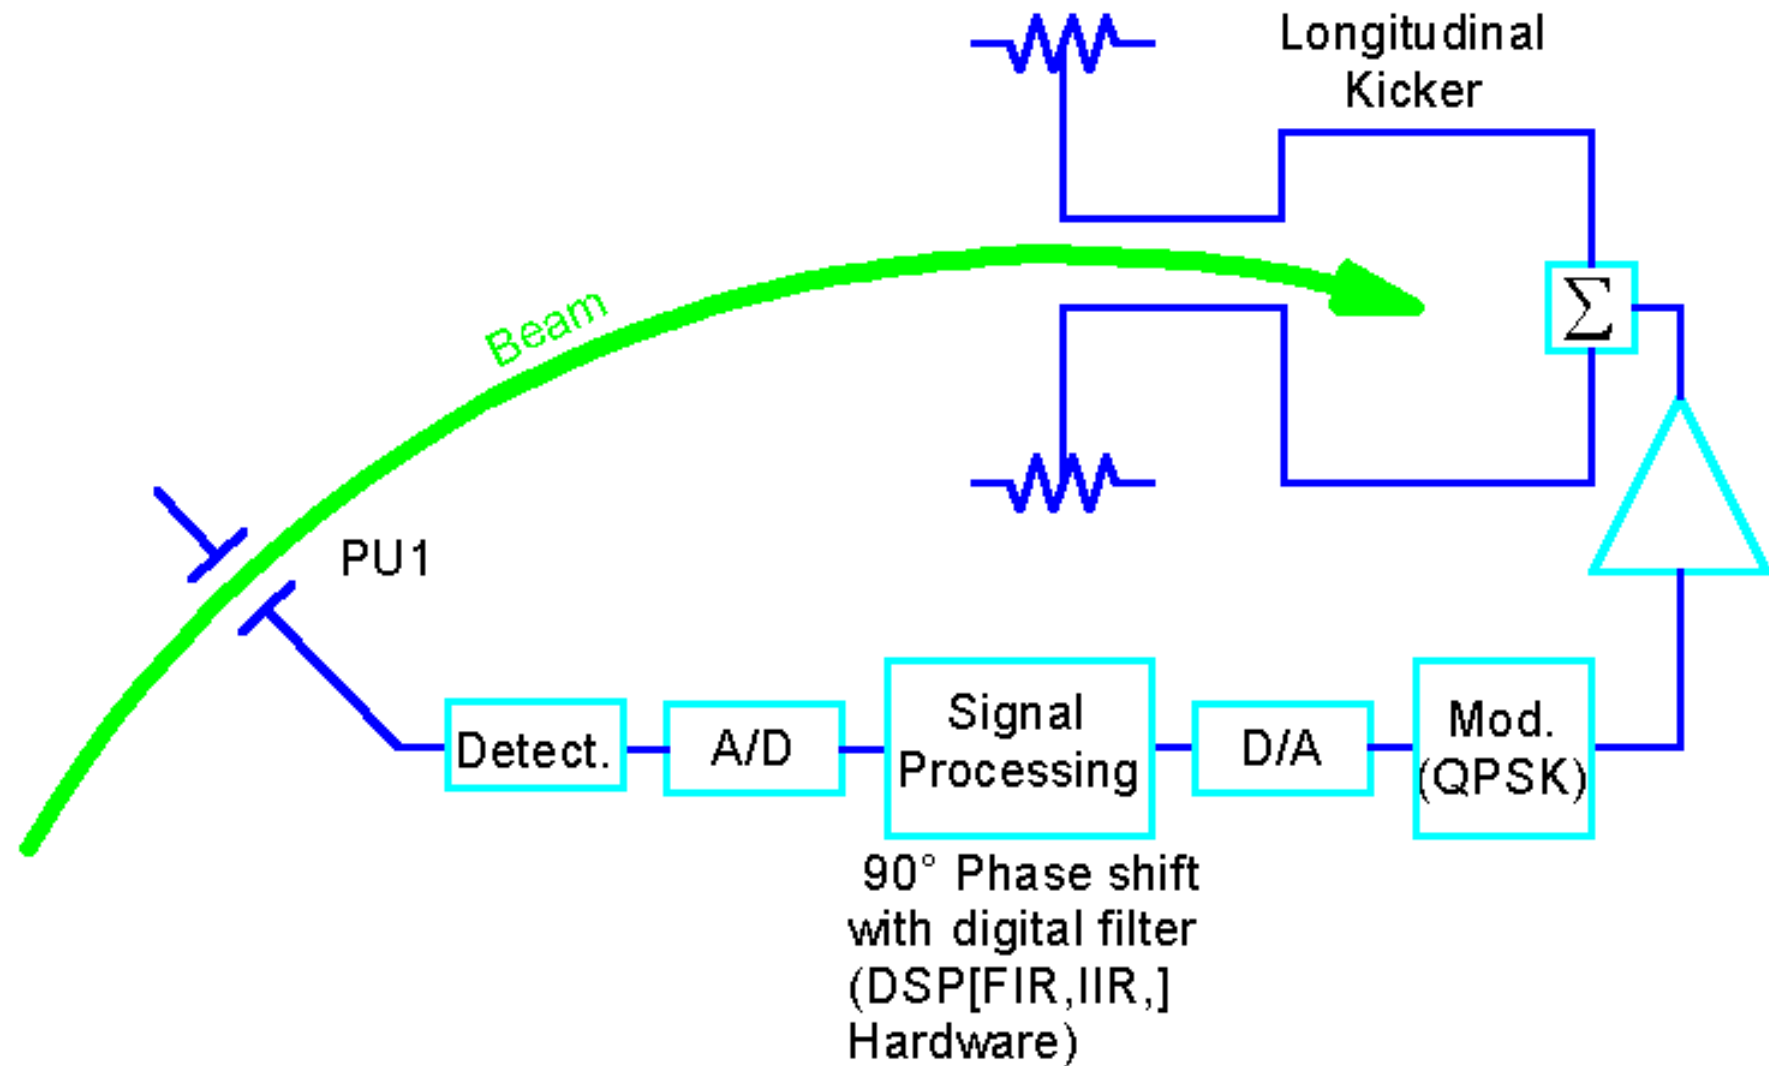 Longitudinal
Kicker
Beam
Σ
PU1
Detect.
A/D
Signal
Processing
D/A
Mod.
(QPSK)
90° Phase shift
with digital filter
(DSP[FIR,IIR,]
Hardware)